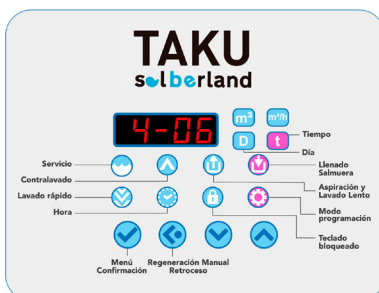 TAKU
solberland
4-06
m³ m³/h
D t
Tiempo
Día
Servicio
Contralavado
Lavado rápido
Hora
Llenado
Salmuera
Aspiración y
Lavado Lento
Modo
programación
Teclado
bloqueado
Menú
Confirmación
Regeneración Manual
Retroceso